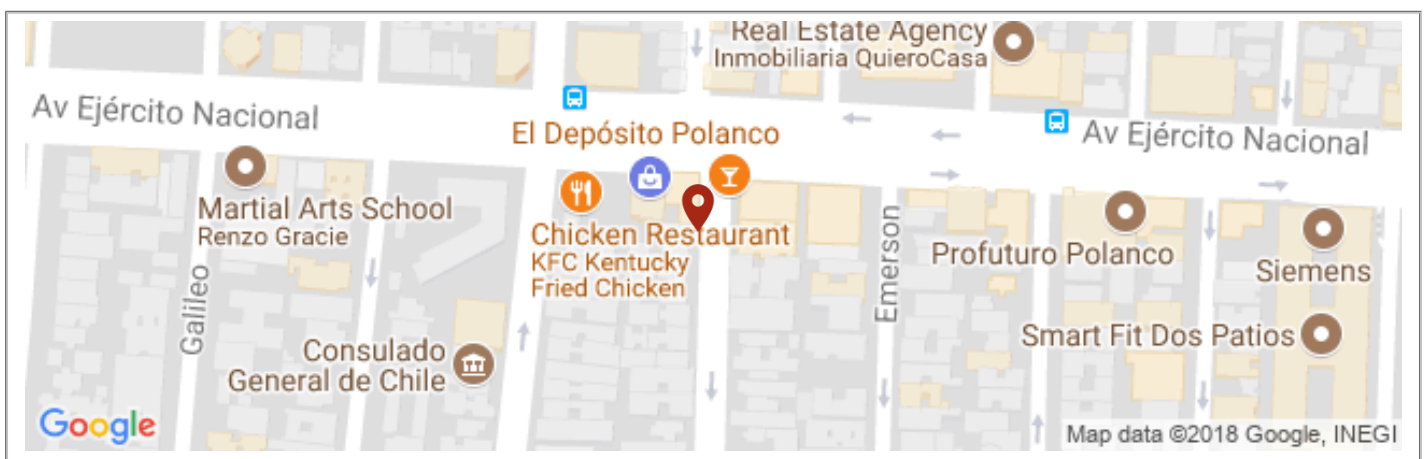 Real Estate Agency
Inmobiliaria QuieroCasa
Av Ejército Nacional
El Depósito Polanco
Av Ejército Nacional
Martial Arts School
Renzo Gracie
Chicken Restaurant
KFC Kentucky
Fried Chicken
Emerson
Profuturo Polanco
Siemens
Galileo
Consulado
General de Chile
Smart Fit Dos Patios
Google
Map data ©2018 Google, INEGI